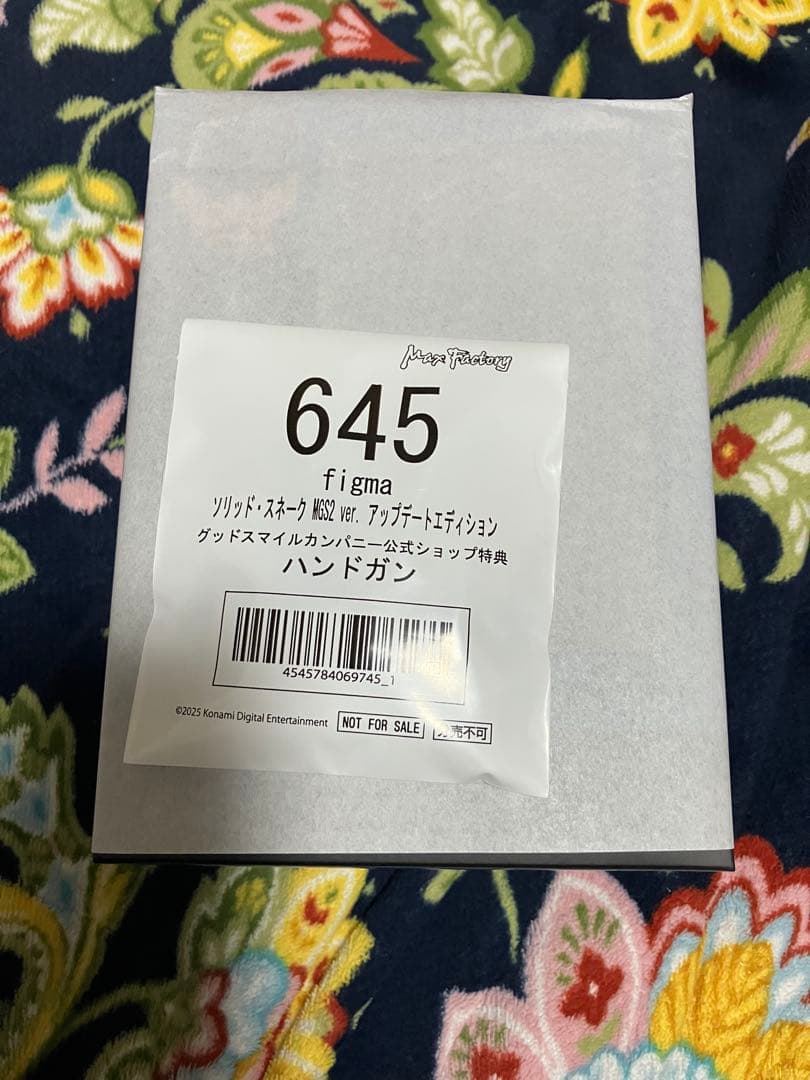 Max Factory
645
figma
ソリッド・スネーク MGS2 ver. アップデートエディション
グッドスマイルカンパニー公式ショップ特典
ハンドガン
4545784069745_1
©2025 Konami Digital Entertainment
NOT FOR SALE
分売不可